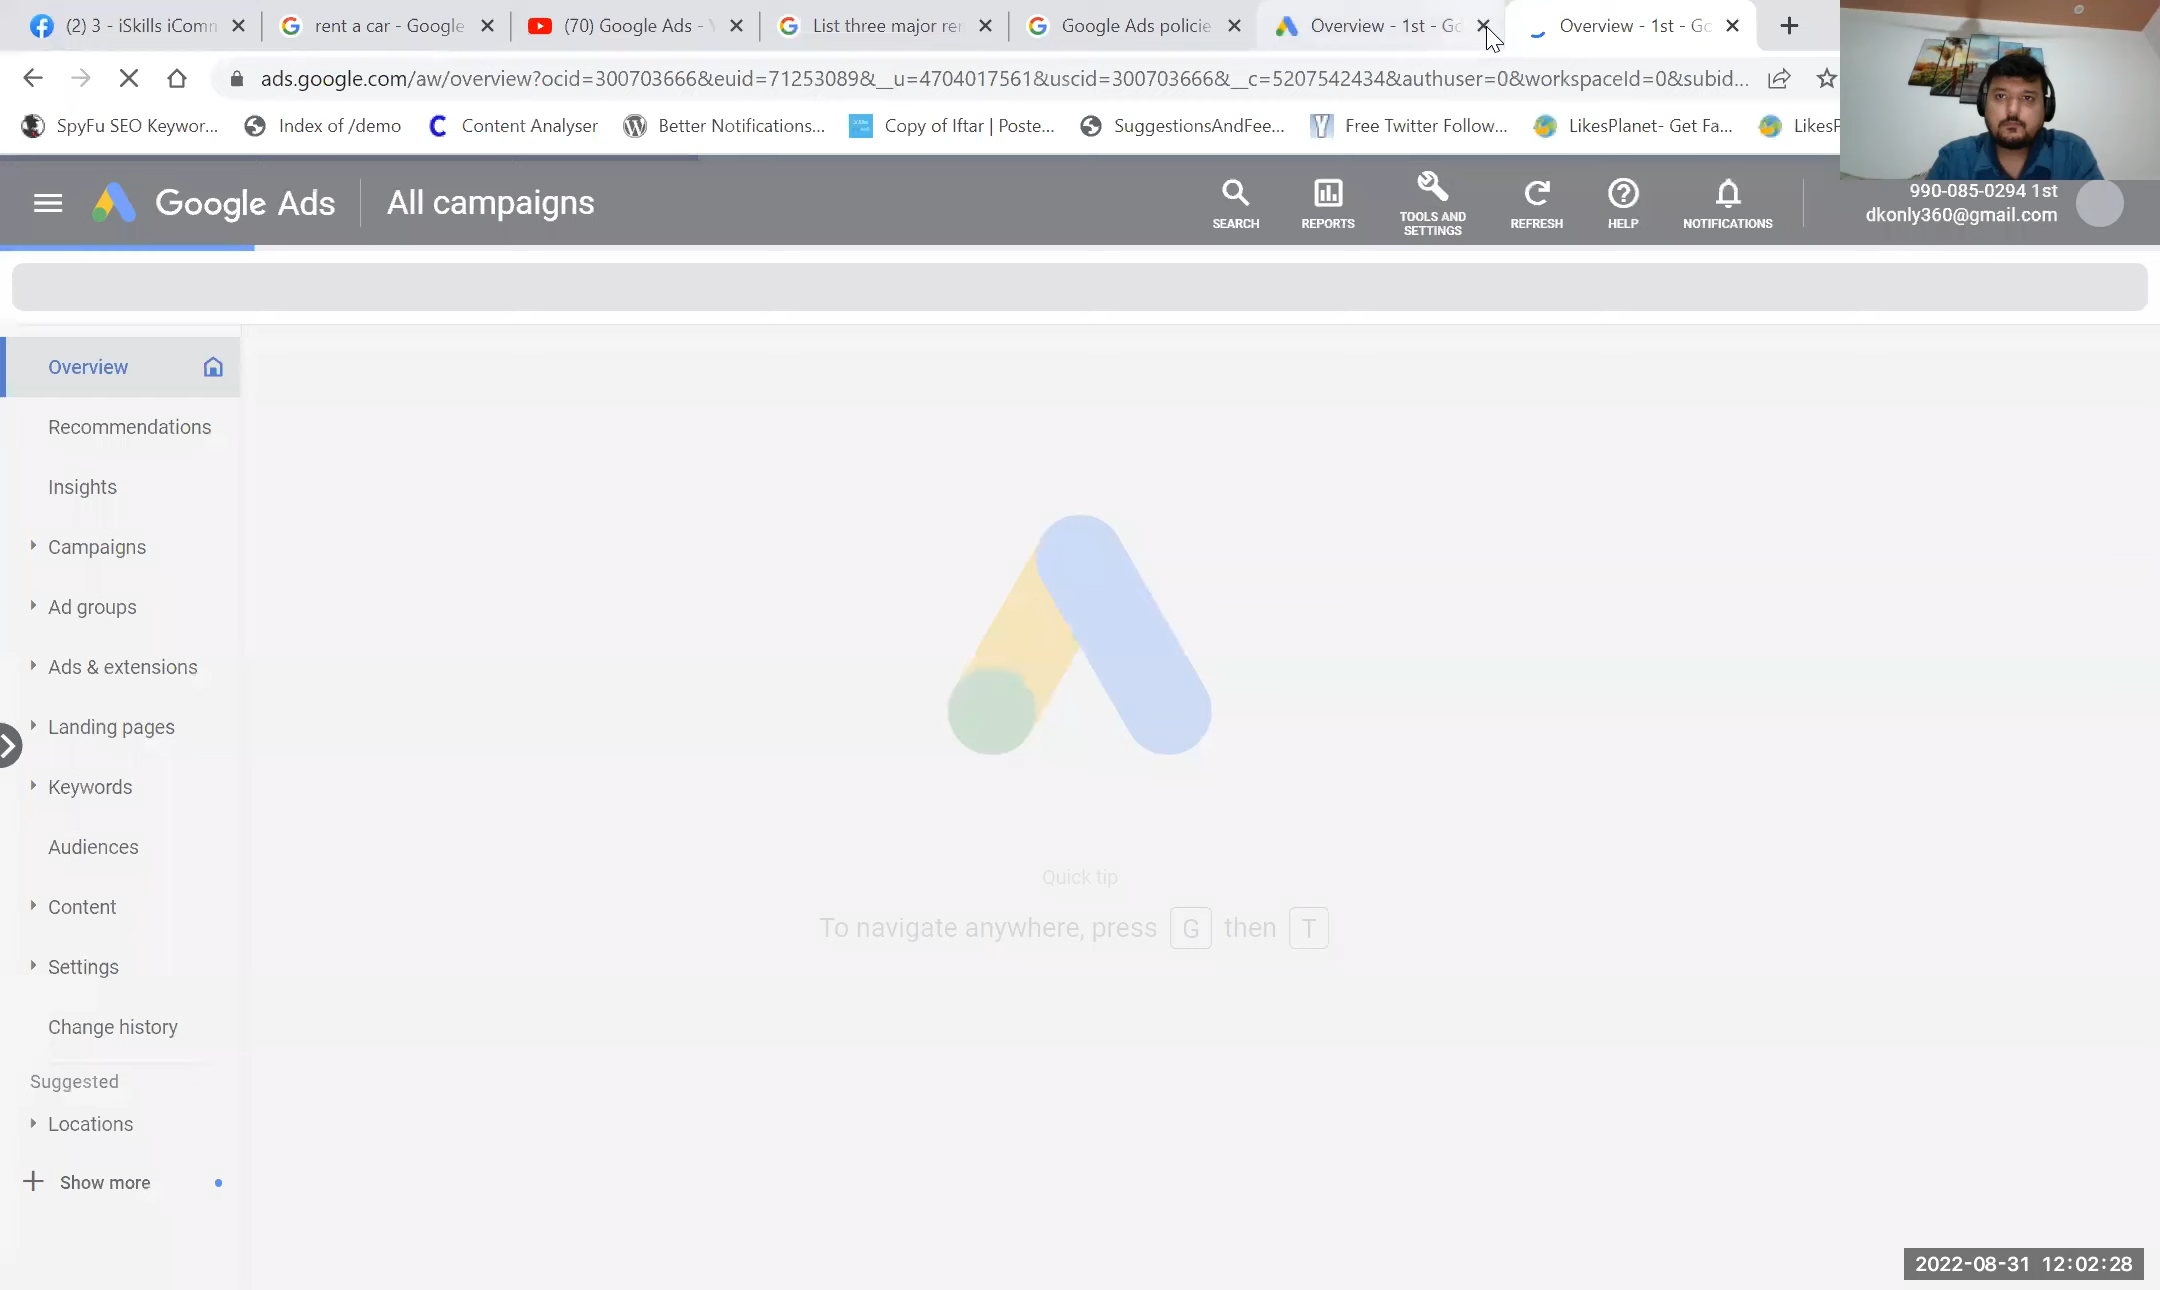 (2) 3 - iSkills iComm
rent a car - Google
(70) Google Ads - Y
List three major re
Google Ads policie
Overview - 1st - Go
Overview - 1st - Go
ads.google.com/aw/overview?ocid=300703666&euid=71253089&__u=4704017561&uscid=300703666&__c=5207542434&authuser=0&workspaceId=0&subid...
SpyFu SEO Keywor...
Index of /demo
Content Analyser
Better Notifications...
Copy of Iftar | Poste...
SuggestionsAndFee...
Free Twitter Follow...
LikesPlanet- Get Fa...
LikesP
Google Ads
All campaigns
SEARCH
REPORTS
TOOLS AND
SETTINGS
REFRESH
HELP
NOTIFICATIONS
990-085-0294 1st
dkonly360@gmail.com
Overview
Recommendations
Insights
Campaigns
Ad groups
Ads & extensions
Landing pages
Keywords
Audiences
Content
Settings
Change history
Suggested
Locations
Show more
Quick tip
To navigate anywhere, press G then T
2022-08-31 12:02:28